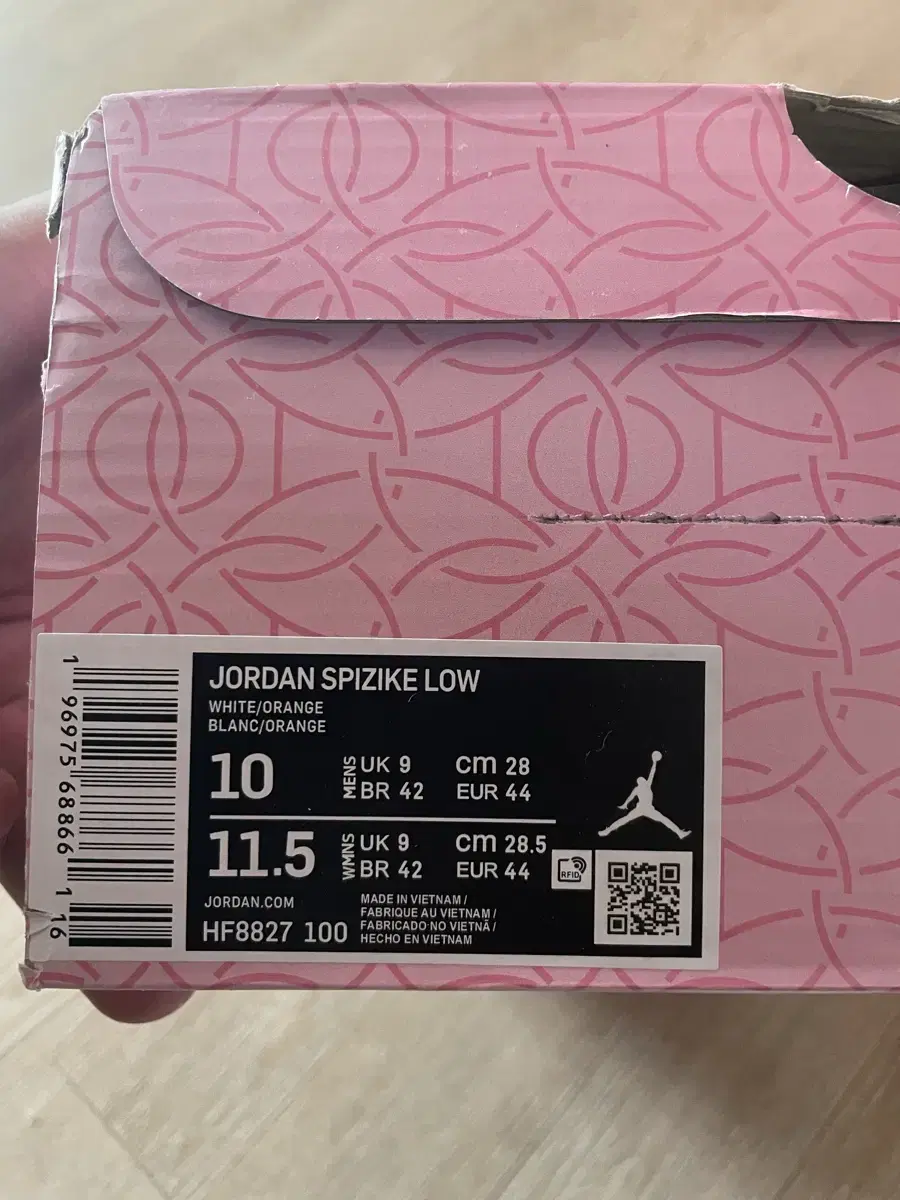 JORDAN SPIZIKE LOW
WHITE/ORANGE
BLANC/ORANGE
10 MENS UK 9 cm 28
BR 42 EUR 44
11.5 WMNS UK 9 cm 28.5
BR 42 EUR 44
RFID
JORDAN.COM
HF8827 100
MADE IN VIETNAM /
FABRIQUE AU VIETNAM /
FABRICADO NO VIETNÃ /
HECHO EN VIETNAM
1 96975 68866 1 16